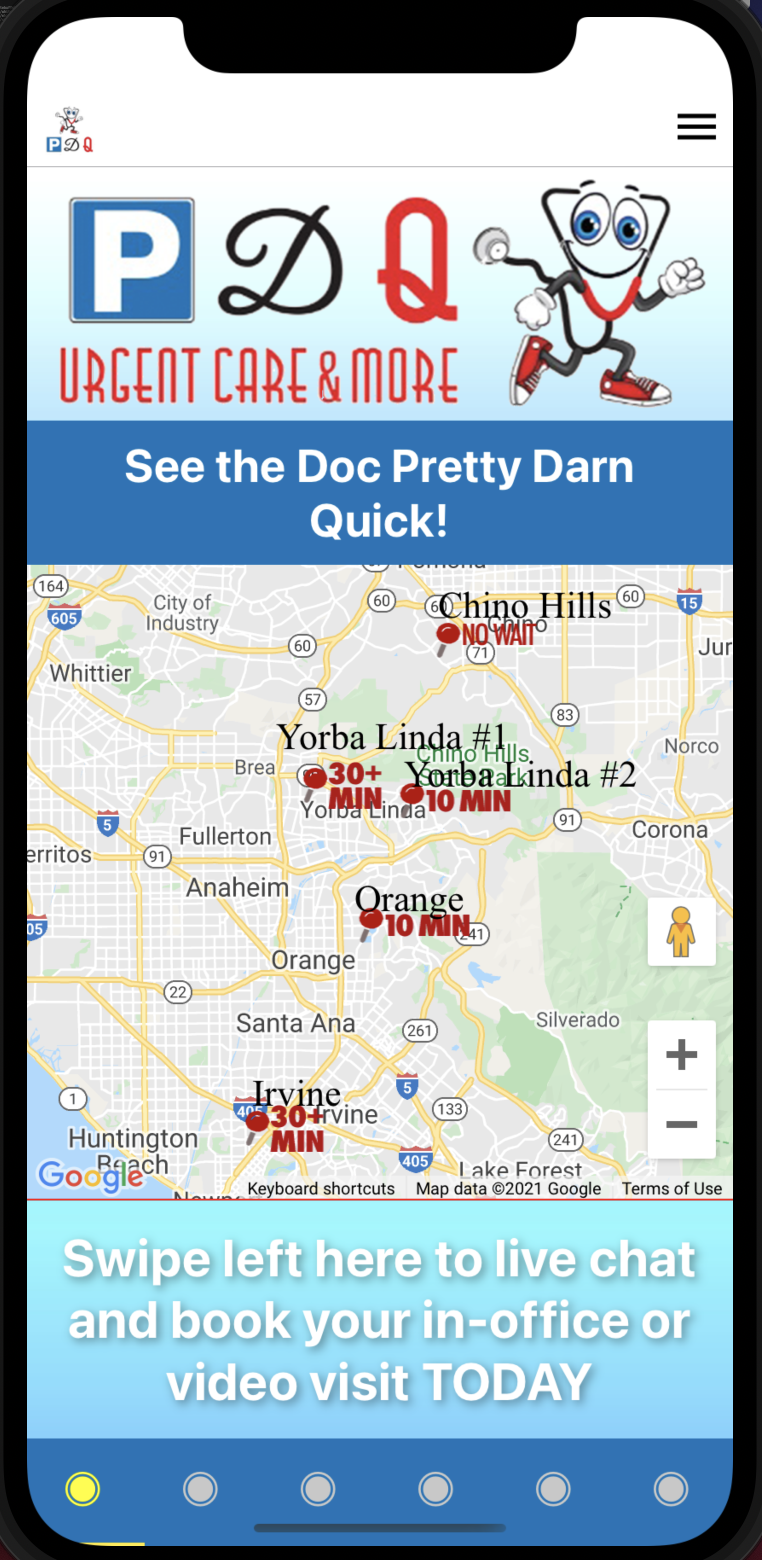 P D Q
P D Q
URGENT CARE & MORE
See the Doc Pretty Darn
Quick!
Pomona
164
60
60
60
15
605
City of
Industry
Chino Hills
Chino
NO WAIT
60
71
Jur
Whittier
57
83
Yorba Linda #1
Chino Hills
State Park
Norco
Brea
30+
MIN
Yorba Linda #2
10 MIN
Yorba Linda
5
Fullerton
91
Corona
erritos
91
Anaheim
Orange
10 MIN
05
241
Orange
22
Santa Ana
261
Silverado
+
Irvine
405
30+
MIN
Irvine
1
5
133
−
Huntington
Beach
241
405
Lake Forest
Google
Keyboard shortcuts Map data ©2021 Google Terms of Use
Swipe left here to live chat
and book your in-office or
video visit TODAY